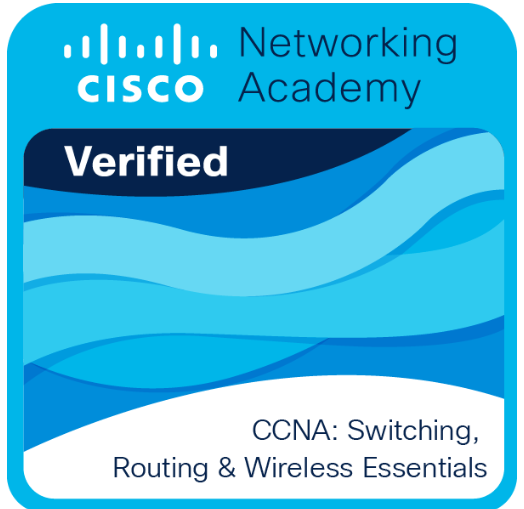 Networking
CISCO Academy
Verified
CCNA: Switching,
Routing & Wireless Essentials